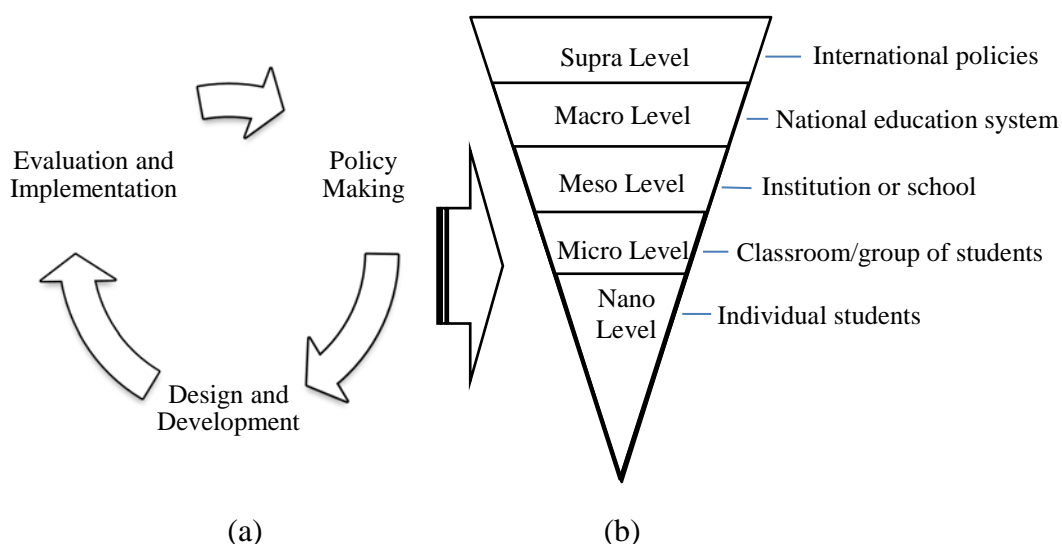 Evaluation and
Implementation
Policy
Making
Design and
Development
(a)
Supra Level
International policies
Macro Level
National education system
Meso Level
Institution or school
Micro Level
Classroom/group of students
Nano
Level
Individual students
(b)